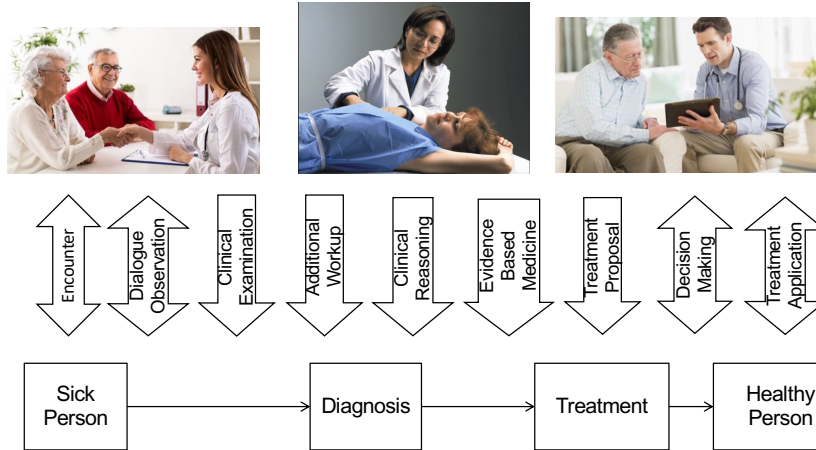 Encounter
Dialogue
Observation
Clinical
Examination
Additional
Workup
Clinical
Reasoning
Evidence
Based
Medicine
Treatment
Proposal
Decision
Making
Treatment
Application
Sick
Person
Diagnosis
Treatment
Healthy
Person